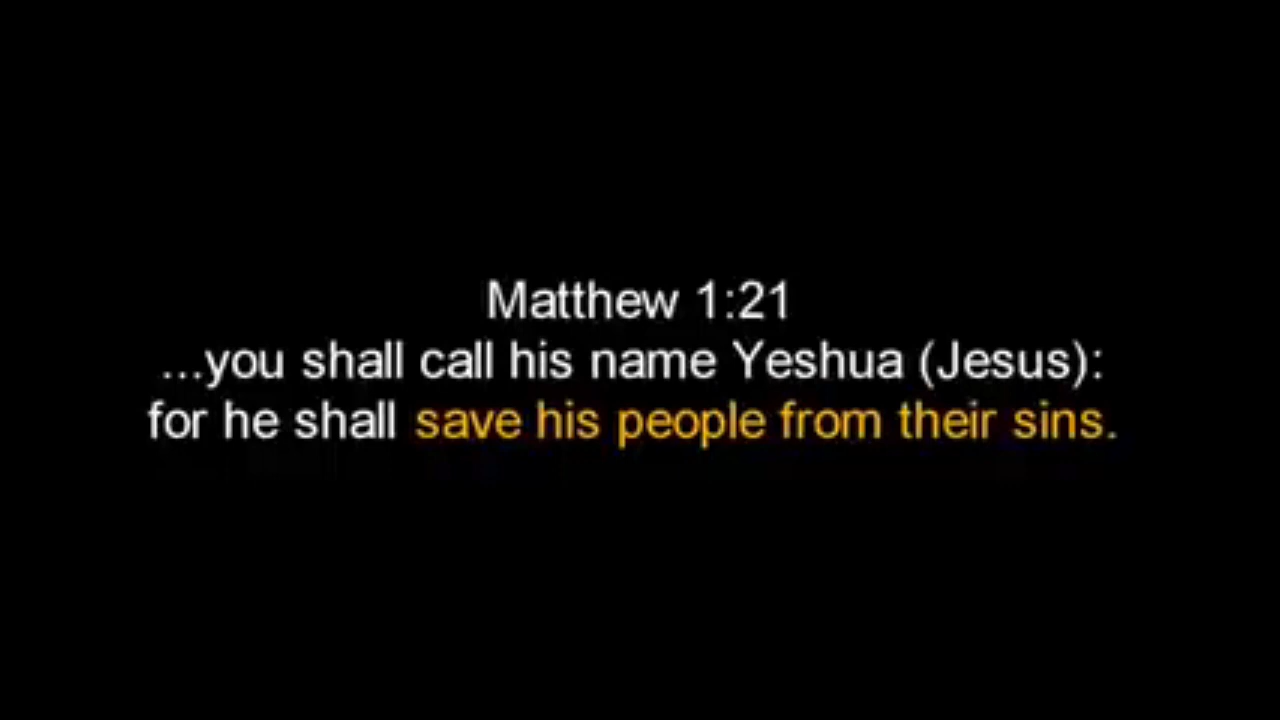 Matthew 1:21
...you shall call his name Yeshua (Jesus):
for he shall save his people from their sins.